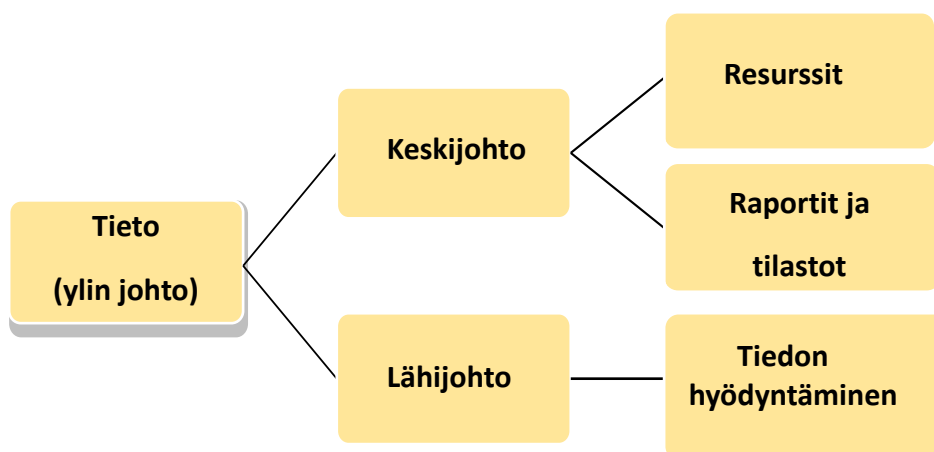 Tieto
(ylin johto)
Keskijohto
Lähijohto
Resurssit
Raportit ja
tilastot
Tiedon
hyödyntäminen